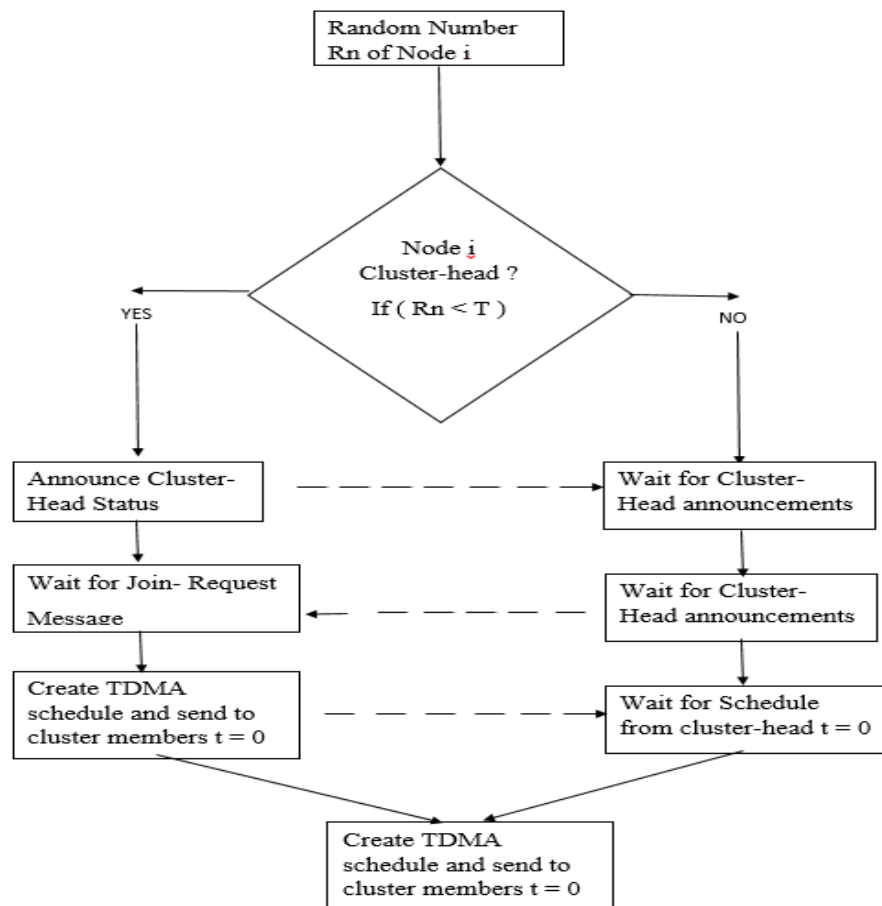 Random Number
Rn of Node i
Node i
Cluster-head ?
If ( Rn < T )
YES
NO
Announce Cluster-
Head Status
Wait for Cluster-
Head announcements
Wait for Join- Request
Message
Wait for Cluster-
Head announcements
Create TDMA
schedule and send to
cluster members t = 0
Wait for Schedule
from cluster-head t = 0
Create TDMA
schedule and send to
cluster members t = 0